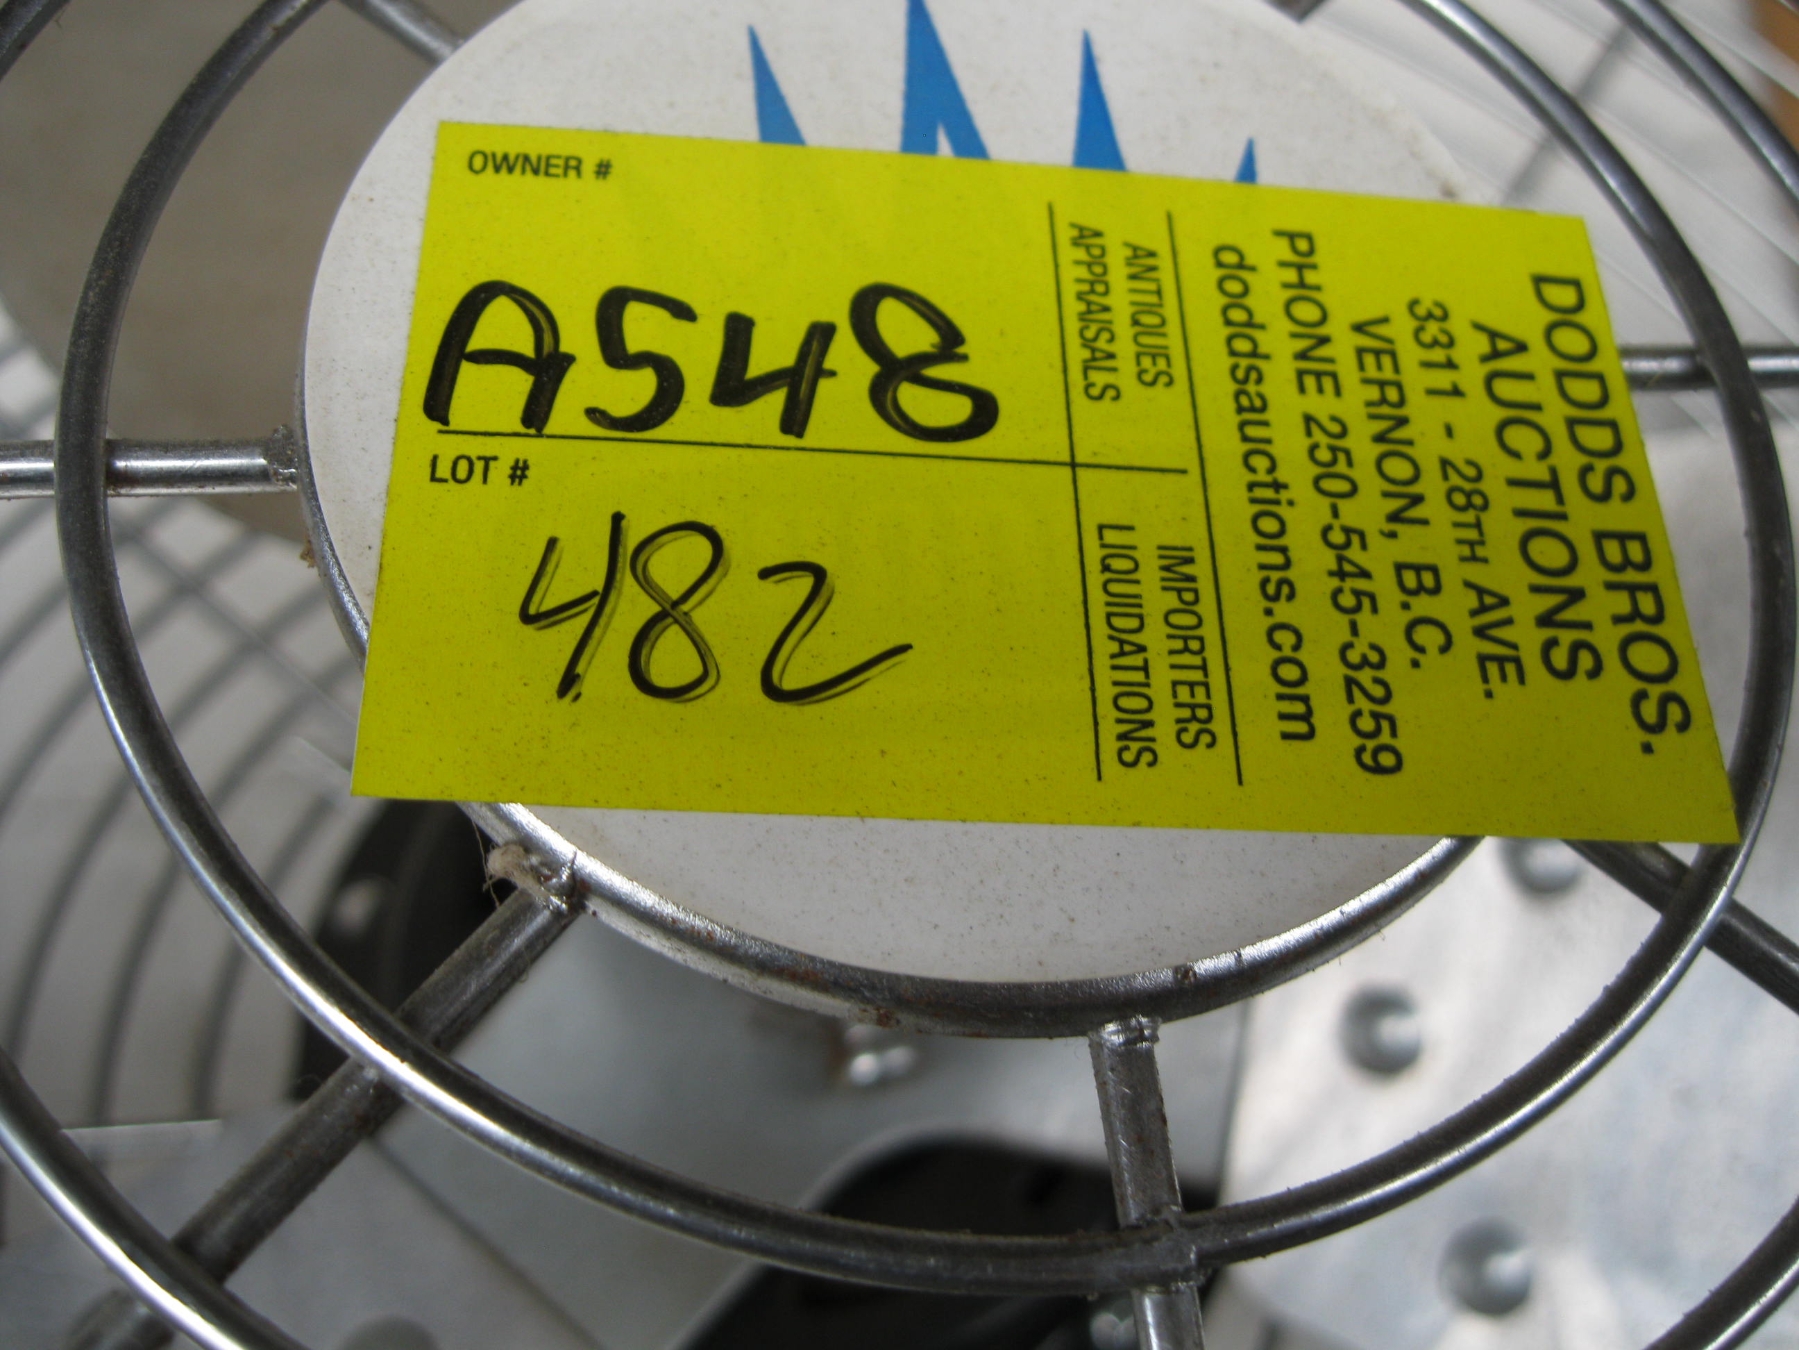 OWNER #
A548
LOT #
482
ANTIQUES
APPRAISALS
IMPORTERS
LIQUIDATIONS
DODDS BROS.
AUCTIONS
3311 - 28TH AVE.
VERNON, B.C.
PHONE 250-545-3259
doddsauctions.com